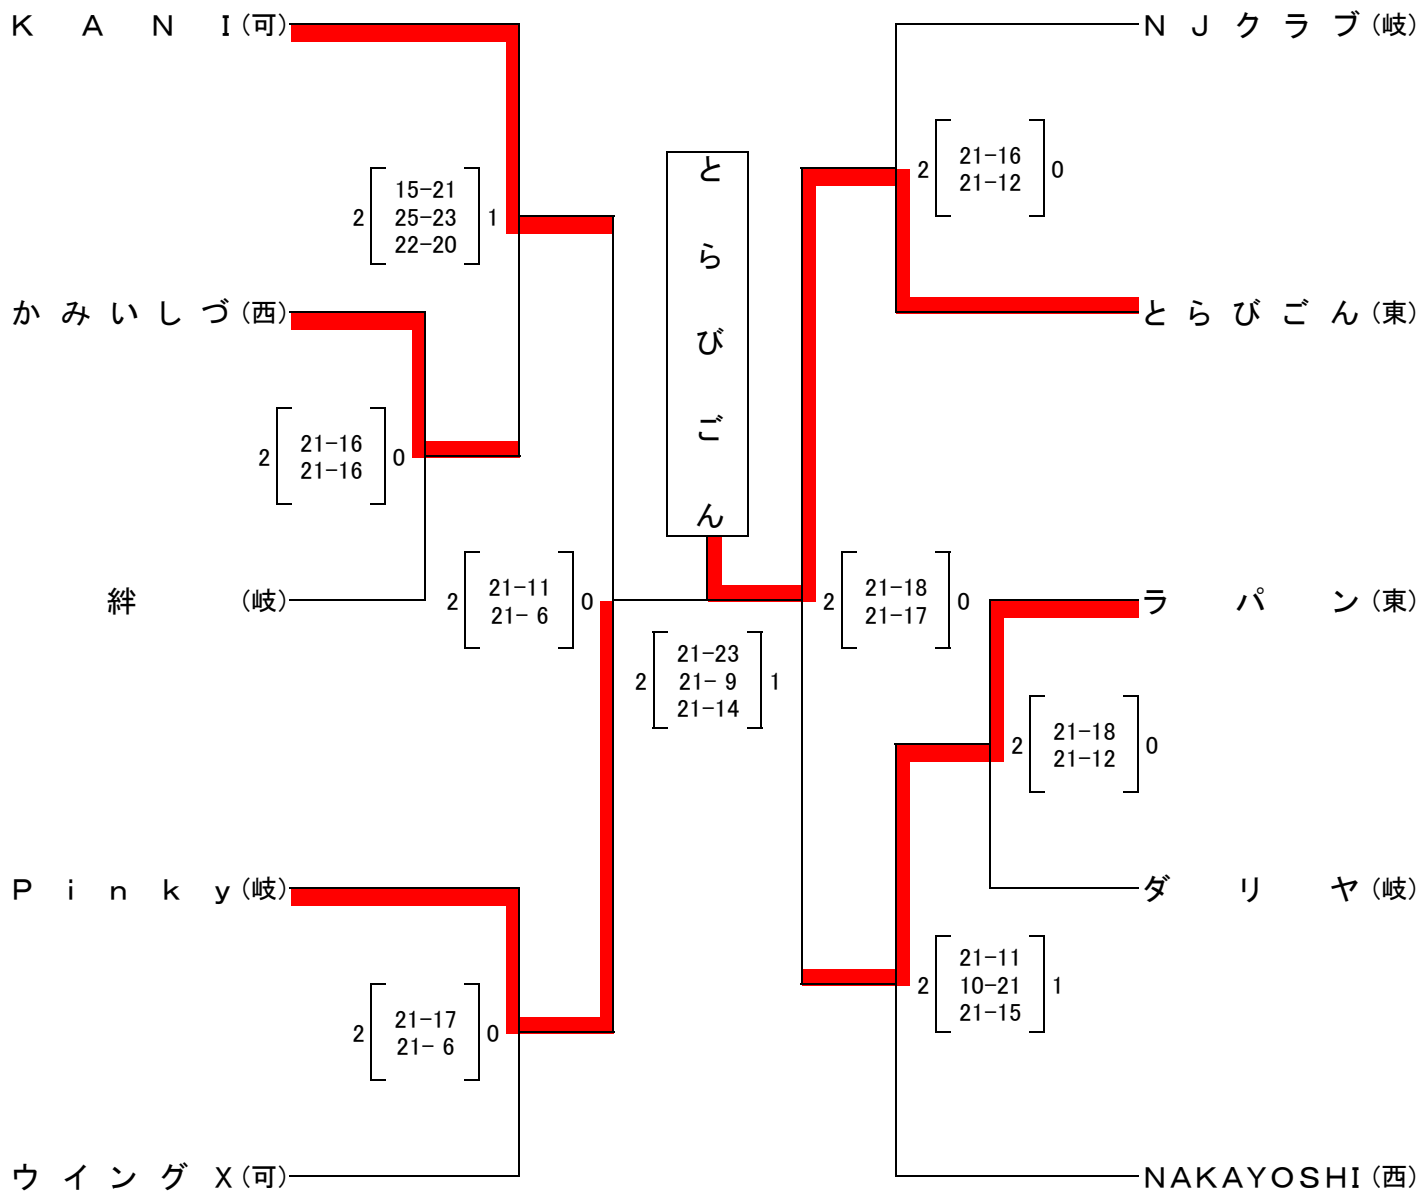 KANI(可)
2 15-21 1
25-23
22-20
かみいしづ(西)
2 21-16 0
21-16
絆(岐)
2 21-11 0
21- 6
Pinky(岐)
2 21-17 0
21- 6
ウイングX(可)
とらびごん
2 21-23 1
21- 9
21-14
NJクラブ(岐)
2 21-16 0
21-12
とらびごん(東)
2 21-18 0
21-17
ラパン(東)
2 21-18 0
21-12
ダリヤ(岐)
2 21-11 1
10-21
21-15
NAKAYOSHI(西)